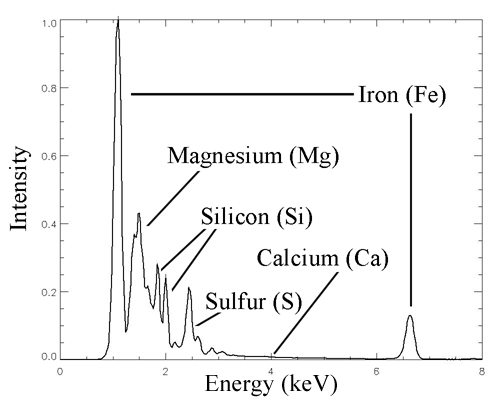 1.0
Iron (Fe)
0.8
Magnesium (Mg)
0.6
Intensity
Silicon (Si)
0.4
Calcium (Ca)
Sulfur (S)
0.2
0.0
0 2 4 6 8
Energy (keV)